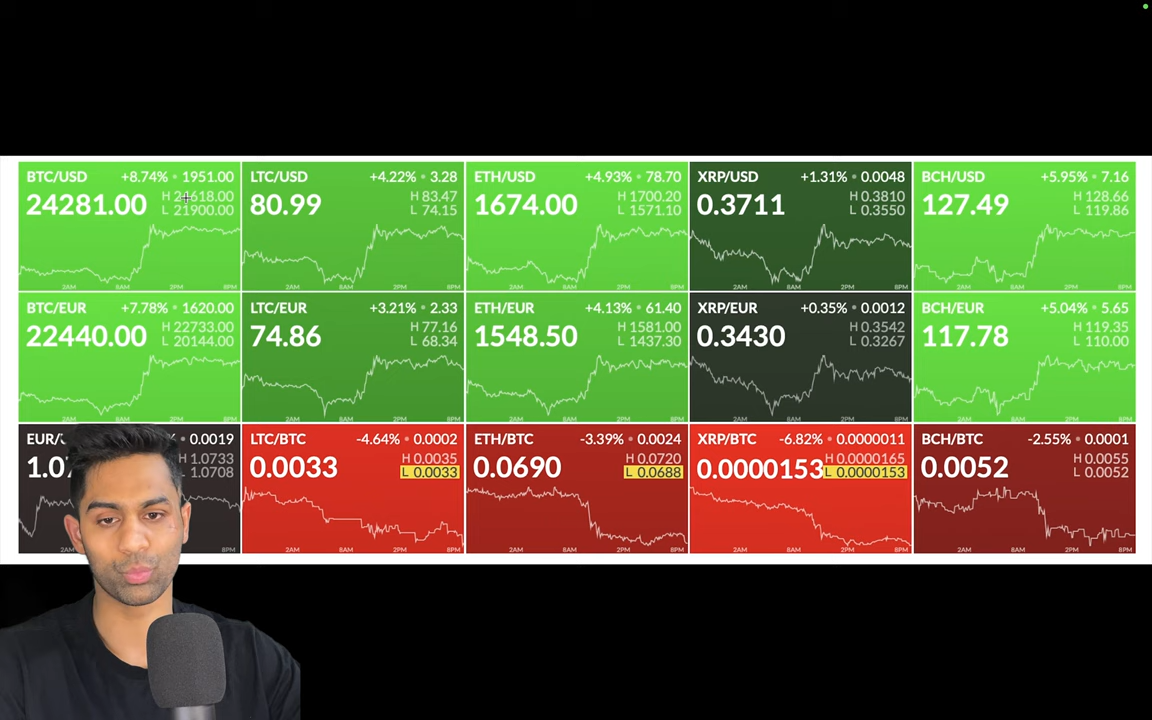 BTC/USD +8.74% • 1951.00
24281.00 H 24618.00
L 21900.00
LTC/USD +4.22% • 3.28
80.99 H 83.47
L 74.15
ETH/USD +4.93% • 78.70
1674.00 H 1700.20
L 1571.10
XRP/USD +1.31% • 0.0048
0.3711 H 0.3810
L 0.3550
BCH/USD +5.95% • 7.16
127.49 H 128.66
L 119.86
BTC/EUR +7.78% • 1620.00
22440.00 H 22733.00
L 20144.00
2AM 2PM 8PM
LTC/EUR +3.21% • 2.33
74.86 H 77.16
L 68.34
2AM 8AM 2PM 8PM
ETH/EUR +4.13% • 61.40
1548.50 H 1581.00
L 1437.30
2AM 8AM 2PM 8PM
XRP/EUR +0.35% • 0.0012
0.3430 H 0.3542
L 0.3267
2AM 8AM 2PM 8PM
BCH/EUR +5.04% • 5.65
117.78 H 119.35
L 110.00
2AM 8AM 2PM 8PM
EUR/ % • 0.0019
1.0 H 1.0733
L 1.0708
2AM 8PM
LTC/BTC -4.64% • 0.0002
0.0033 H 0.0035
L 0.0033
2AM 8AM 2PM 8PM
ETH/BTC -3.39% • 0.0024
0.0690 H 0.0720
L 0.0688
2AM 8AM 2PM 8PM
XRP/BTC -6.82% • 0.0000011
0.0000153 H 0.0000165
L 0.0000153
2AM 8AM 2PM 8PM
BCH/BTC -2.55% • 0.0001
0.0052 H 0.0055
L 0.0052
2AM 8AM 2PM 8PM